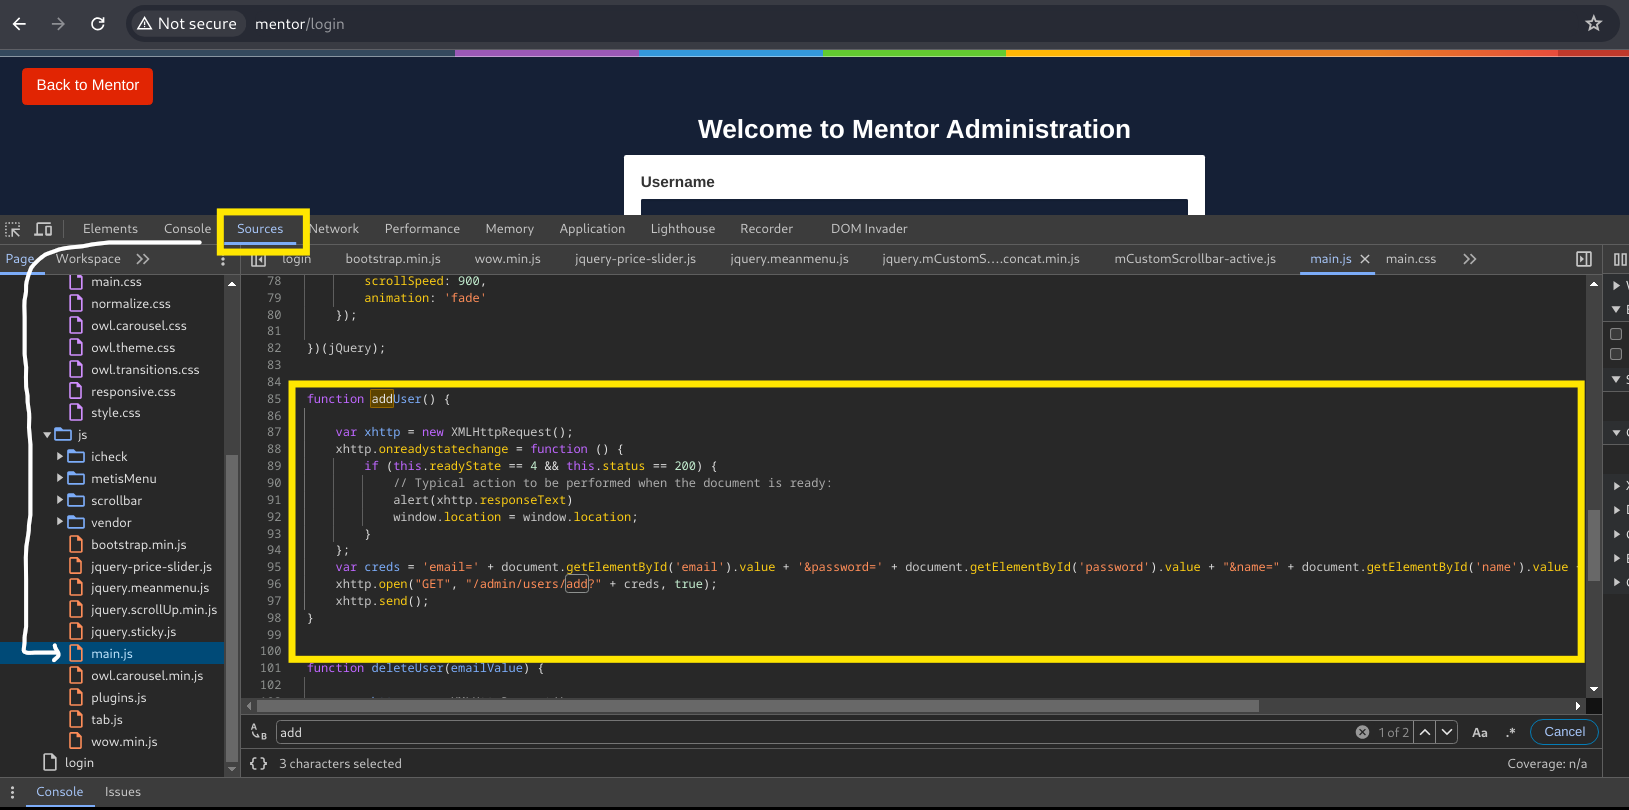 Not secure mentor/login
Back to Mentor
Welcome to Mentor Administration
Username
Elements Console Sources Network Performance Memory Application Lighthouse Recorder DOM Invader
Page Workspace
login bootstrap.min.js wow.min.js jquery-price-slider.js jquery.meanmenu.js jquery.mCustomS….concat.min.js mCustomScrollbar-active.js main.js main.css
main.css
normalize.css
owl.carousel.css
owl.theme.css
owl.transitions.css
responsive.css
style.css
js
icheck
metisMenu
scrollbar
vendor
bootstrap.min.js
jquery-price-slider.js
jquery.meanmenu.js
jquery.scrollUp.min.js
jquery.sticky.js
main.js
owl.carousel.min.js
plugins.js
tab.js
wow.min.js
login
78 scrollSpeed: 900,
79 animation: 'fade'
80 });
81
82 })(jQuery);
83
84
85 function addUser() {
86
87 var xhttp = new XMLHttpRequest();
88 xhttp.onreadystatechange = function () {
89 if (this.readyState == 4 && this.status == 200) {
90 // Typical action to be performed when the document is ready:
91 alert(xhttp.responseText)
92 window.location = window.location;
93 }
94 };
95 var creds = 'email=' + document.getElementById('email').value + '&password=' + document.getElementById('password').value + "&name=" + document.getElementById('name').value
96 xhttp.open("GET", "/admin/users/add?" + creds, true);
97 xhttp.send();
98 }
99
100
101 function deleteUser(emailValue) {
102
add 1 of 2 Aa .* Cancel
{ } 3 characters selected Coverage: n/a
Console Issues